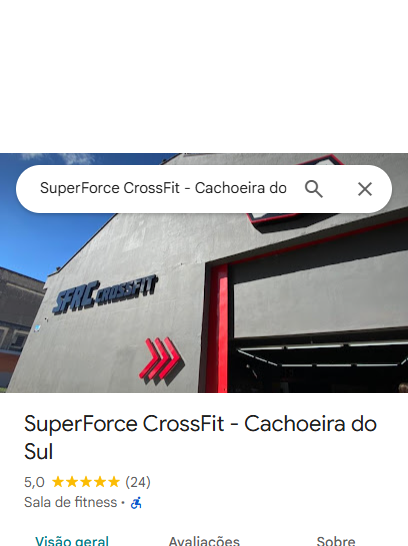 SuperForce CrossFit - Cachoeira do
SFRC CROSSFIT
SuperForce CrossFit - Cachoeira do
Sul
5,0 (24)
Sala de fitness ·
Visão geral Avaliações Sobre